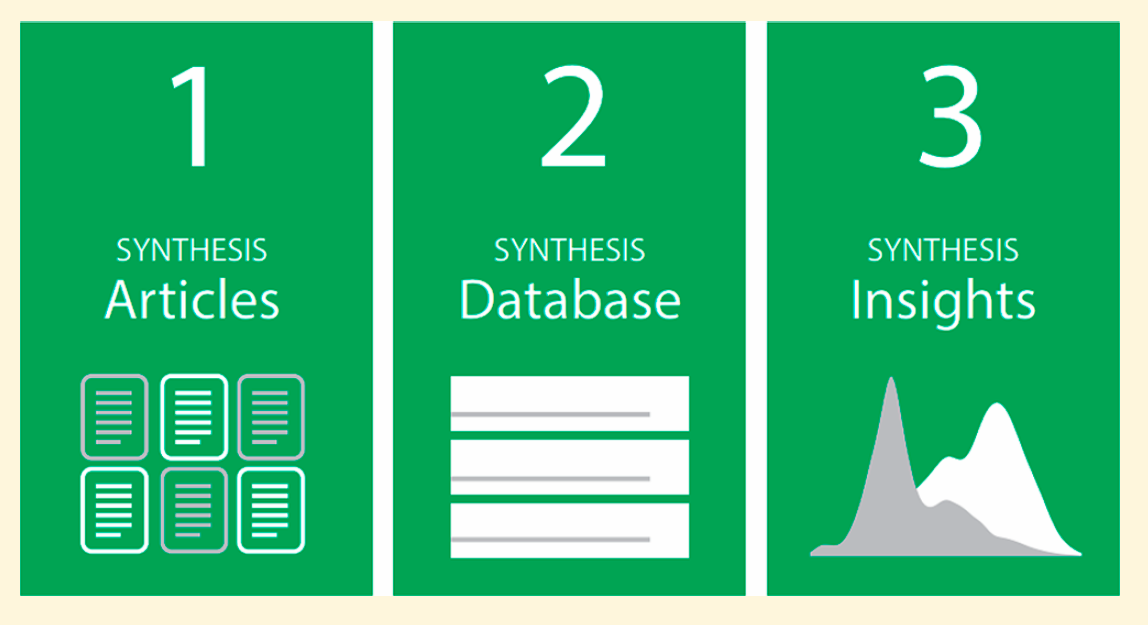 1
SYNTHESIS
Articles
2
SYNTHESIS
Database
3
SYNTHESIS
Insights